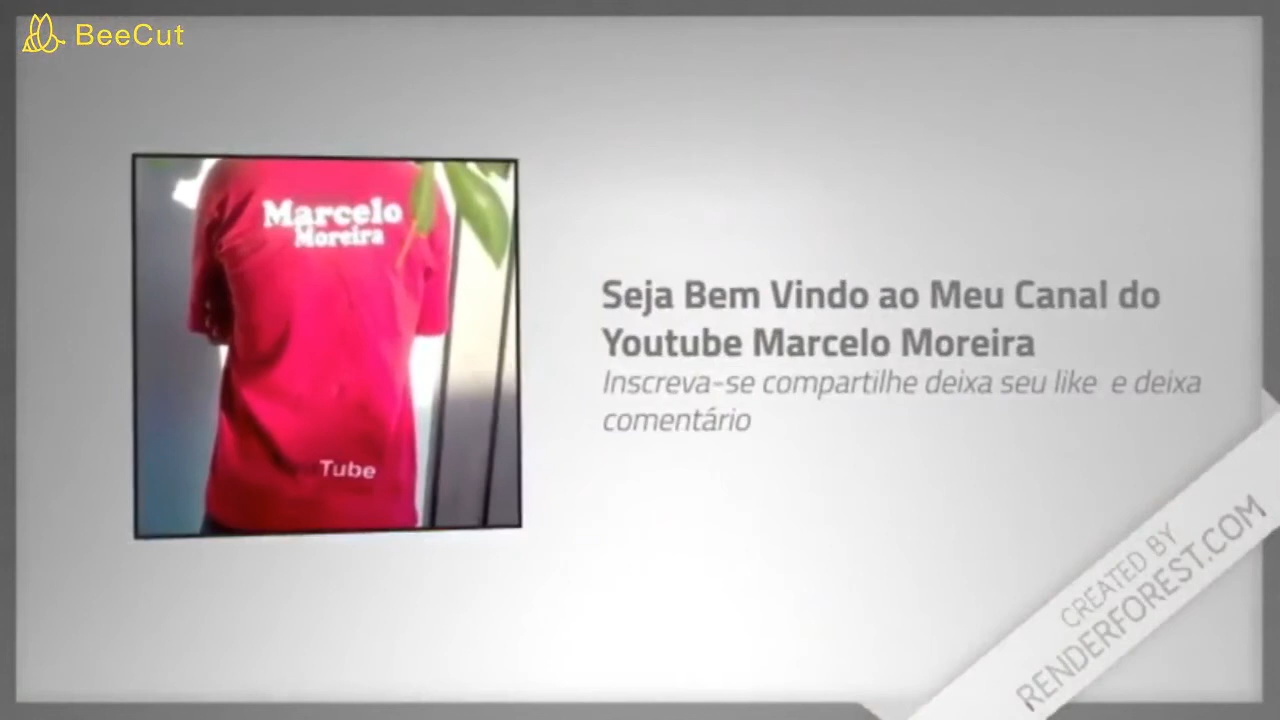 BeeCut
Marcelo
Moreira
Tube
Seja Bem Vindo ao Meu Canal do
Youtube Marcelo Moreira
Inscreva-se compartilhe deixa seu like e deixa
comentário
CREATED BY
RENDERFOREST.COM